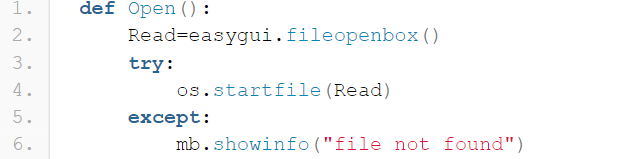 1. def Open():
2.     Read=easygui.fileopenbox()
3.     try:
4.         os.startfile(Read)
5.     except:
6.         mb.showinfo("file not found")